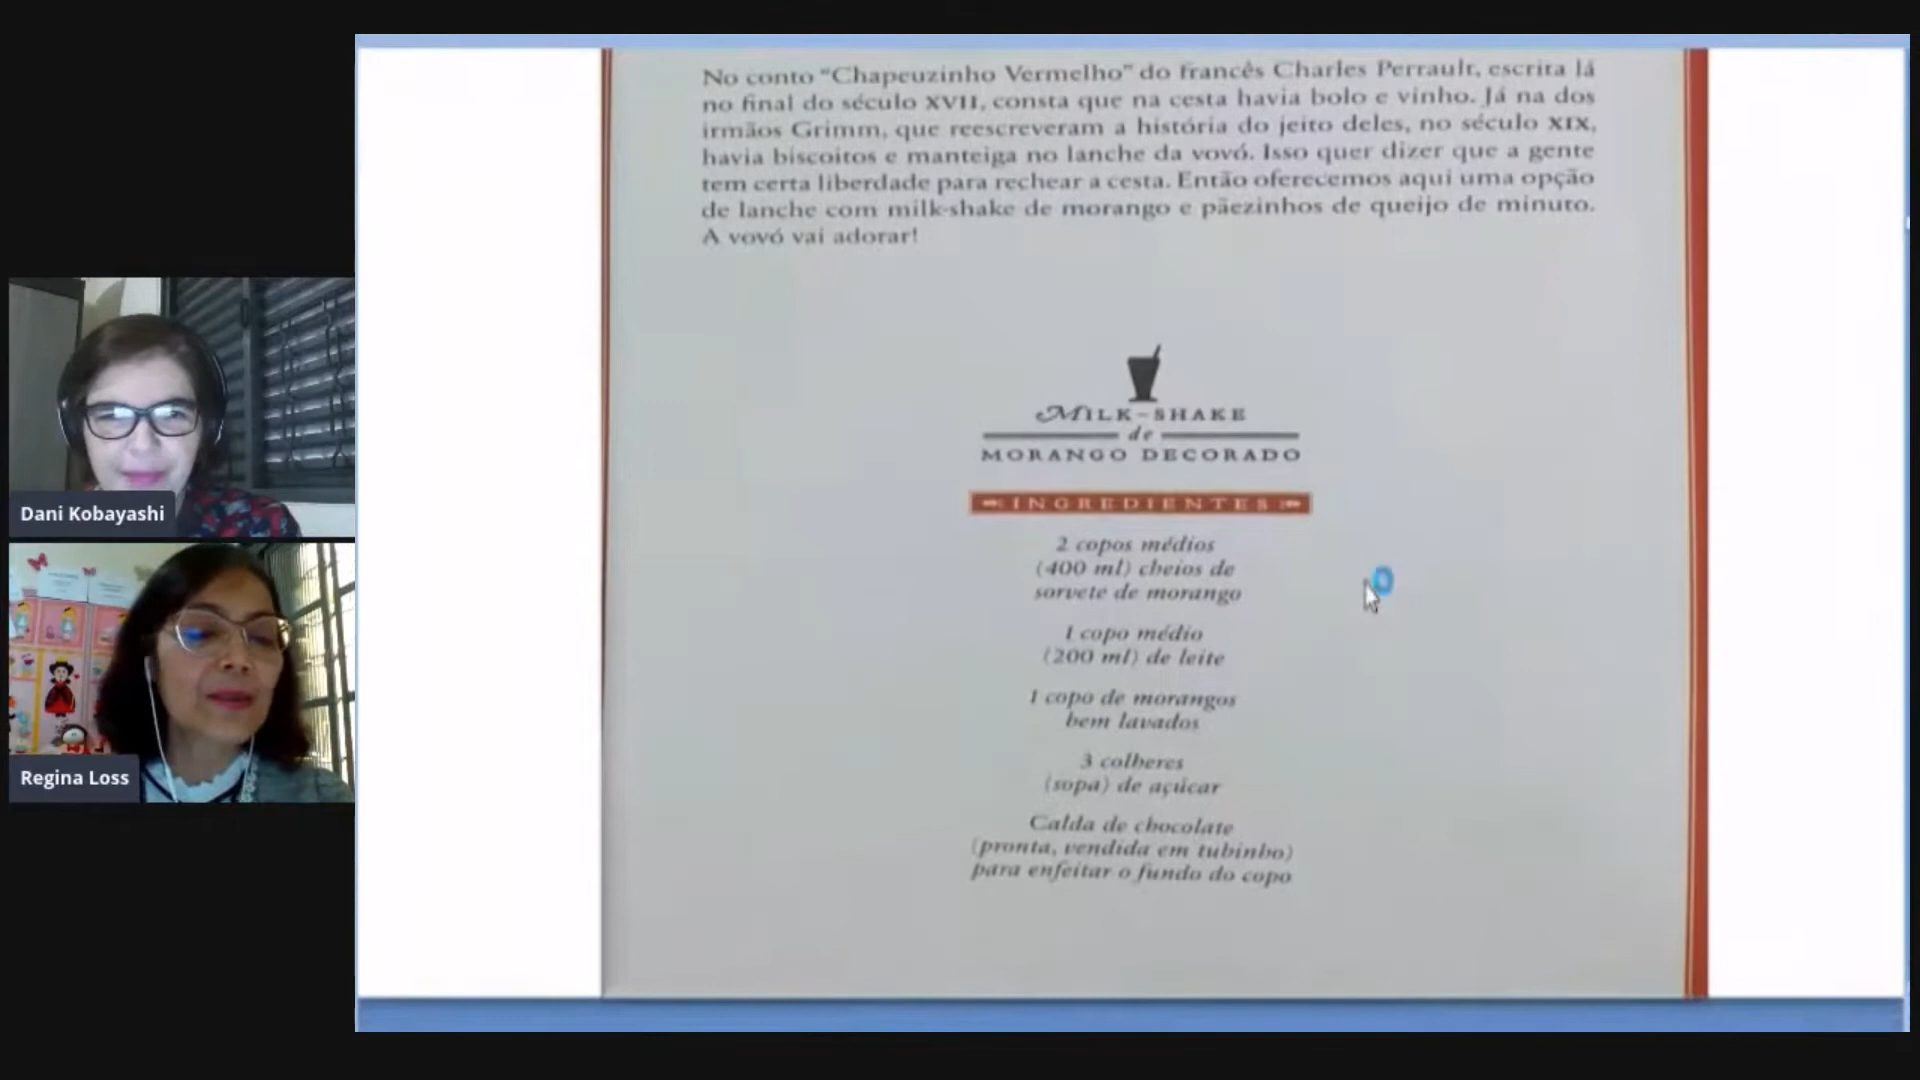 No conto "Chapeuzinho Vermelho" do francês Charles Perrault, escrita lá
no final do século XVII, consta que na cesta havia bolo e vinho. Já na dos
irmãos Grimm, que reescreveram a história do jeito deles, no século XIX,
havia biscoitos e manteiga no lanche da vovó. Isso quer dizer que a gente
tem certa liberdade para rechear a cesta. Então oferecemos aqui uma opção
de lanche com milk-shake de morango e pãezinhos de queijo de minuto.
A vovó vai adorar!
MILK-SHAKE
de
MORANGO DECORADO
INGREDIENTES
2 copos médios
(400 ml) cheios de
sorvete de morango
1 copo médio
(200 ml) de leite
1 copo de morangos
bem lavados
3 colheres
(sopa) de açúcar
Calda de chocolate
(pronta, vendida em tubinho)
para enfeitar o fundo do copo
Dani Kobayashi
Regina Loss